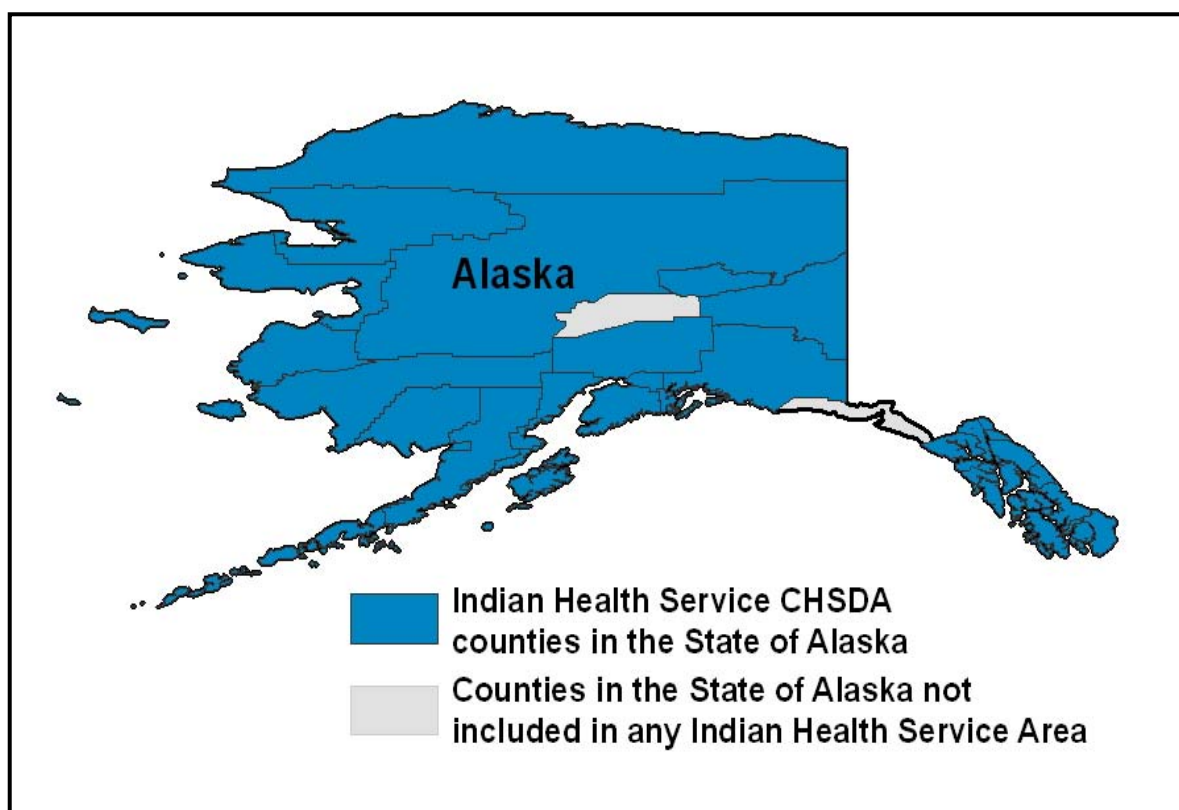 Alaska
Indian Health Service CHSDA
counties in the State of Alaska
Counties in the State of Alaska not
included in any Indian Health Service Area